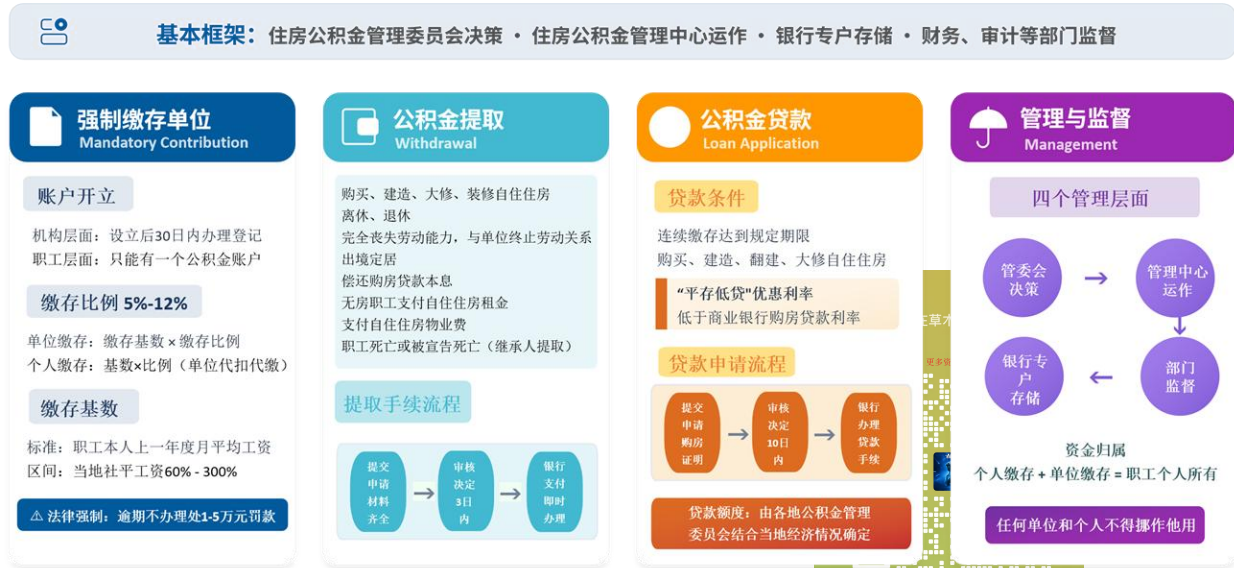 基本框架：住房公积金管理委员会决策 · 住房公积金管理中心运作 · 银行专户存储 · 财务、审计等部门监督
强制缴存单位
Mandatory Contribution
账户开立
机构层面：设立后30日内办理登记
职工层面：只能有一个公积金账户
缴存比例 5%-12%
单位缴存：缴存基数 × 缴存比例
个人缴存：基数×比例（单位代扣代缴）
缴存基数
标准：职工本人上一年度月平均工资
区间：当地社平工资60% - 300%
⚠ 法律强制：逾期不办理处1-5万元罚款
公积金提取
Withdrawal
购买、建造、大修、装修自住住房
离休、退休
完全丧失劳动能力，与单位终止劳动关系
出境定居
偿还购房贷款本息
无房职工支付自住住房租金
支付自住住房物业费
职工死亡或被宣告死亡（继承人提取）
提取手续流程
提交
申请
材料
齐全
审核
决定
3日
内
银行
支付
即时
办理
公积金贷款
Loan Application
贷款条件
连续缴存达到规定期限
购买、建造、翻建、大修自住住房
“平存低贷"优惠利率
低于商业银行购房贷款利率
贷款申请流程
提交
申请
购房
证明
审核
决定
10日
内
银行
办理
贷款
手续
贷款额度：由各地公积金管理
委员会结合当地经济情况确定
管理与监督
Management
四个管理层面
管委会
决策
管理中心
运作
银行专
户
存储
部门
监督
资金归属
个人缴存 + 单位缴存 = 职工个人所有
任何单位和个人不得挪作他用
草木
更多